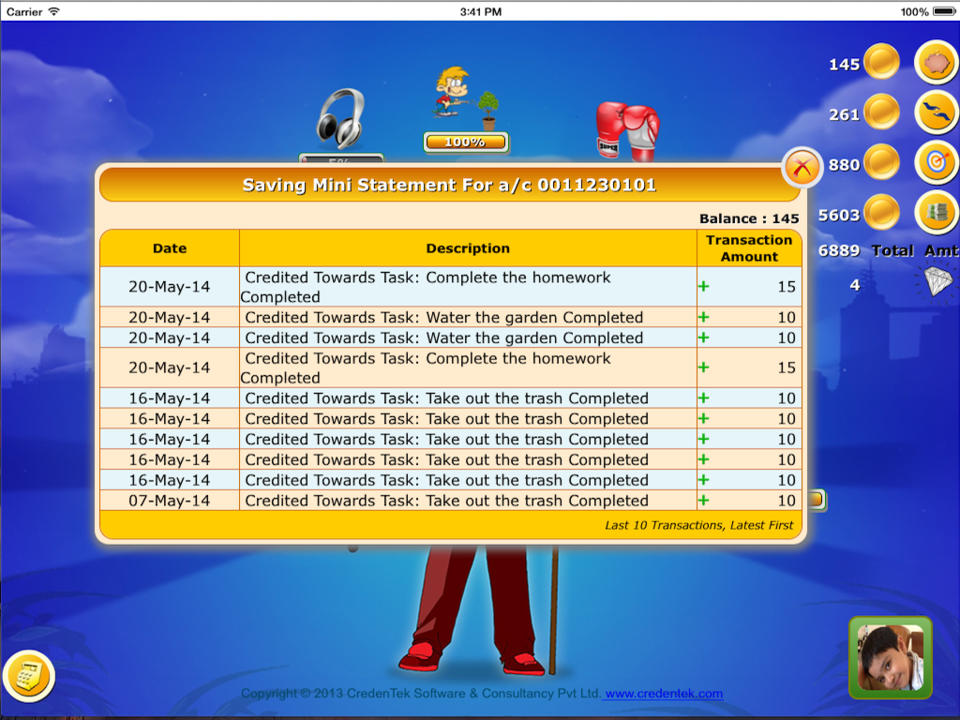 Carrier 3:41 PM 100%
145
261
100%
SUPER
5%
880
Saving Mini Statement For a/c 0011230101
Balance : 145
5603
Date Description Transaction Amount
6889 Total Amt
4
20-May-14 Credited Towards Task: Complete the homework Completed + 15
20-May-14 Credited Towards Task: Water the garden Completed + 10
20-May-14 Credited Towards Task: Water the garden Completed + 10
20-May-14 Credited Towards Task: Complete the homework Completed + 15
16-May-14 Credited Towards Task: Take out the trash Completed + 10
16-May-14 Credited Towards Task: Take out the trash Completed + 10
16-May-14 Credited Towards Task: Take out the trash Completed + 10
16-May-14 Credited Towards Task: Take out the trash Completed + 10
16-May-14 Credited Towards Task: Take out the trash Completed + 10
07-May-14 Credited Towards Task: Take out the trash Completed + 10
Last 10 Transactions, Latest First
Copyright © 2013 CredenTek Software & Consultancy Pvt Ltd. www.credentek.com